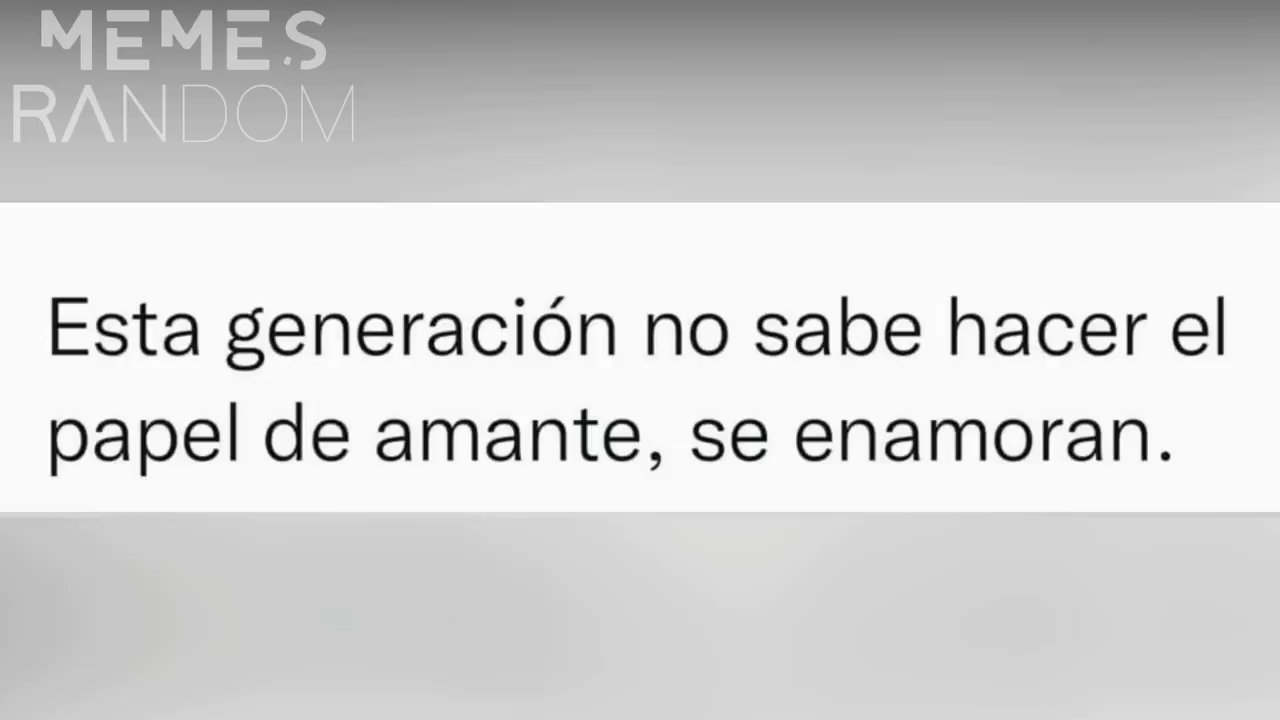 MEMES
RANDOM
Esta generación no sabe hacer el
papel de amante, se enamoran.